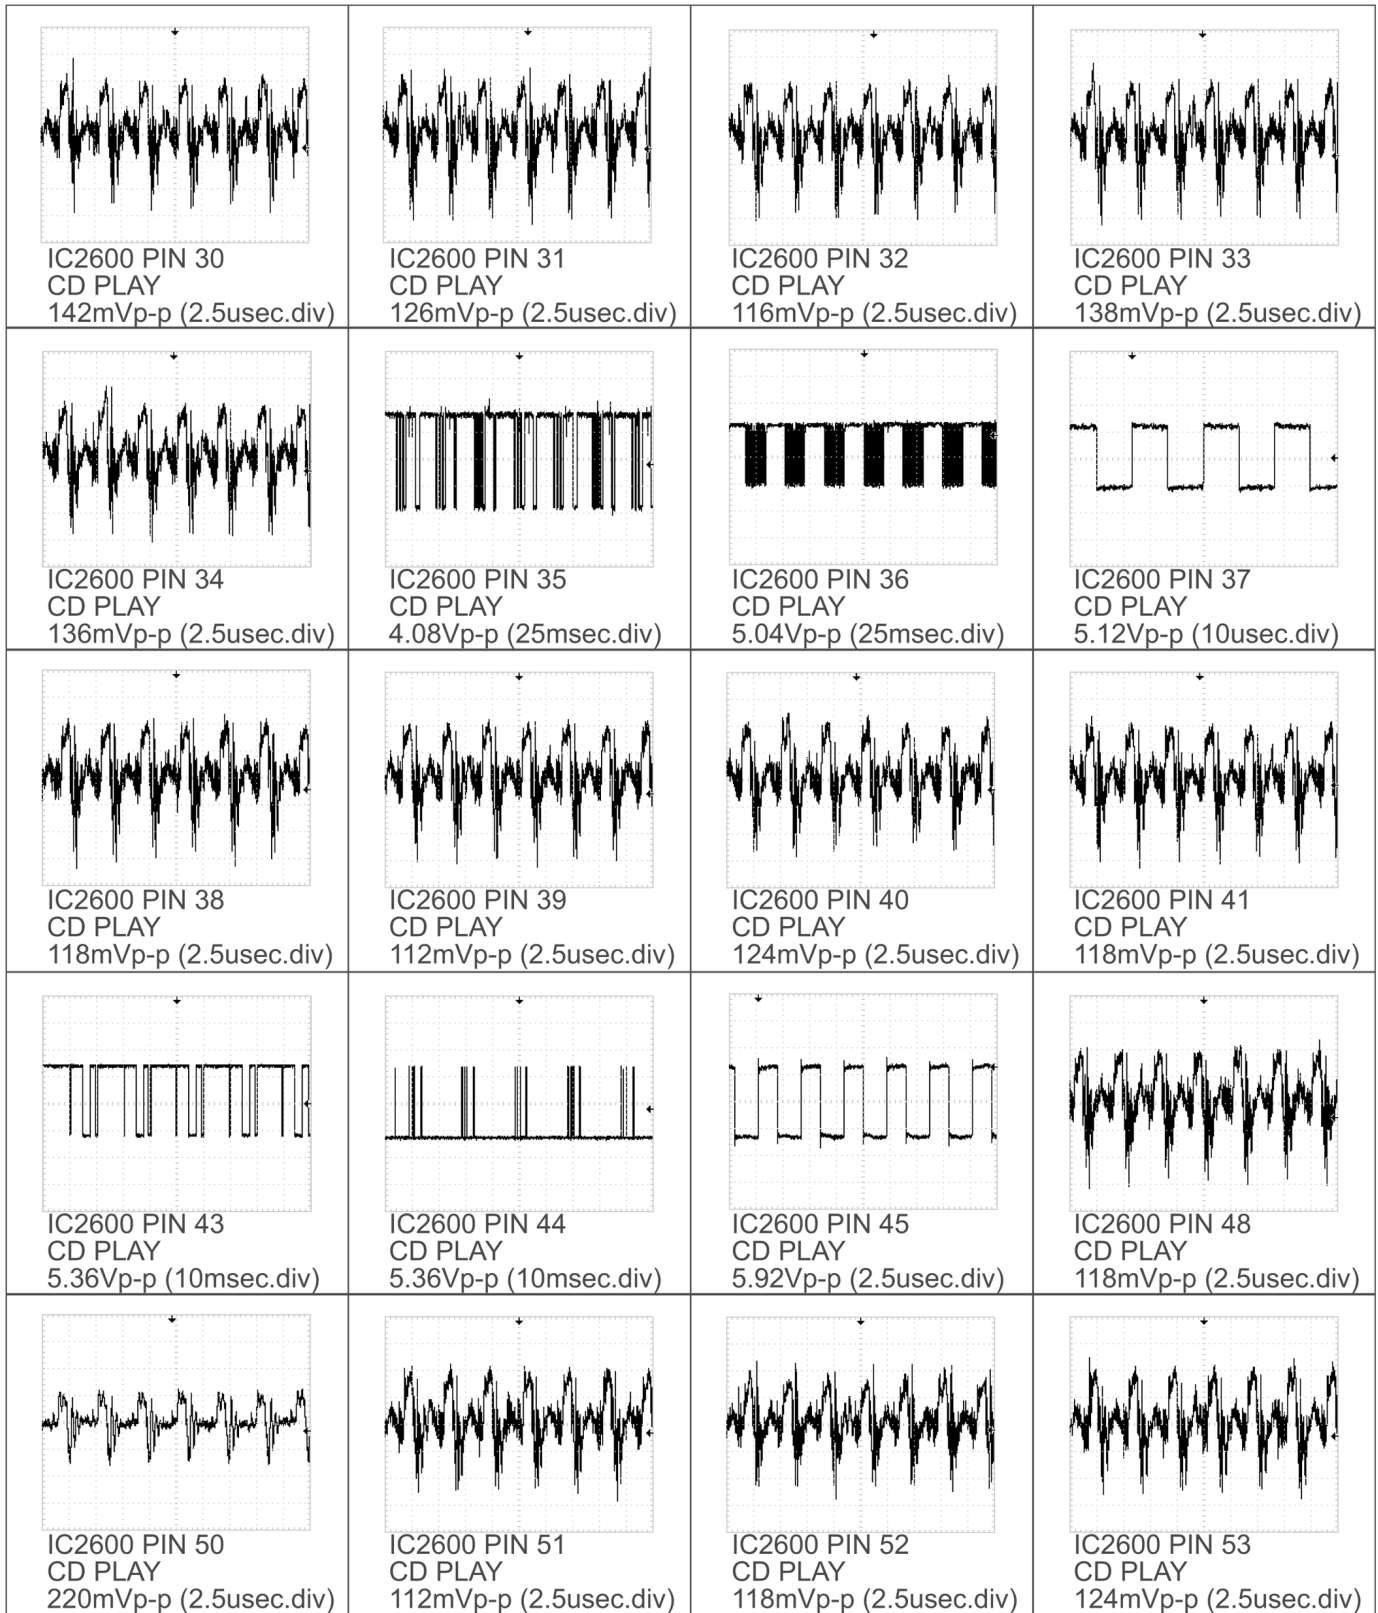 IC2600 PIN 30
CD PLAY
142mVp-p (2.5usec.div)
IC2600 PIN 31
CD PLAY
126mVp-p (2.5usec.div)
IC2600 PIN 32
CD PLAY
116mVp-p (2.5usec.div)
IC2600 PIN 33
CD PLAY
138mVp-p (2.5usec.div)
IC2600 PIN 34
CD PLAY
136mVp-p (2.5usec.div)
IC2600 PIN 35
CD PLAY
4.08Vp-p (25msec.div)
IC2600 PIN 36
CD PLAY
5.04Vp-p (25msec.div)
IC2600 PIN 37
CD PLAY
5.12Vp-p (10usec.div)
IC2600 PIN 38
CD PLAY
118mVp-p (2.5usec.div)
IC2600 PIN 39
CD PLAY
112mVp-p (2.5usec.div)
IC2600 PIN 40
CD PLAY
124mVp-p (2.5usec.div)
IC2600 PIN 41
CD PLAY
118mVp-p (2.5usec.div)
IC2600 PIN 43
CD PLAY
5.36Vp-p (10msec.div)
IC2600 PIN 44
CD PLAY
5.36Vp-p (10msec.div)
IC2600 PIN 45
CD PLAY
5.92Vp-p (2.5usec.div)
IC2600 PIN 48
CD PLAY
118mVp-p (2.5usec.div)
IC2600 PIN 50
CD PLAY
220mVp-p (2.5usec.div)
IC2600 PIN 51
CD PLAY
112mVp-p (2.5usec.div)
IC2600 PIN 52
CD PLAY
118mVp-p (2.5usec.div)
IC2600 PIN 53
CD PLAY
124mVp-p (2.5usec.div)